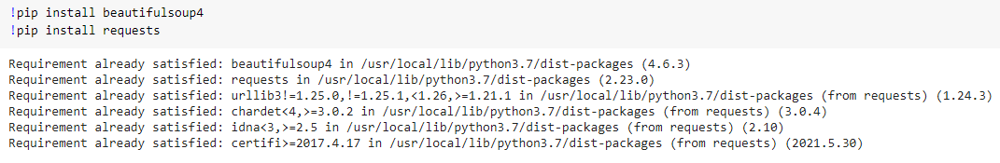 !pip install beautifulsoup4
!pip install requests
Requirement already satisfied: beautifulsoup4 in /usr/local/lib/python3.7/dist-packages (4.6.3)
Requirement already satisfied: requests in /usr/local/lib/python3.7/dist-packages (2.23.0)
Requirement already satisfied: urllib3!=1.25.0,!=1.25.1,<1.26,>=1.21.1 in /usr/local/lib/python3.7/dist-packages (from requests) (1.24.3)
Requirement already satisfied: chardet<4,>=3.0.2 in /usr/local/lib/python3.7/dist-packages (from requests) (3.0.4)
Requirement already satisfied: idna<3,>=2.5 in /usr/local/lib/python3.7/dist-packages (from requests) (2.10)
Requirement already satisfied: certifi>=2017.4.17 in /usr/local/lib/python3.7/dist-packages (from requests) (2021.5.30)